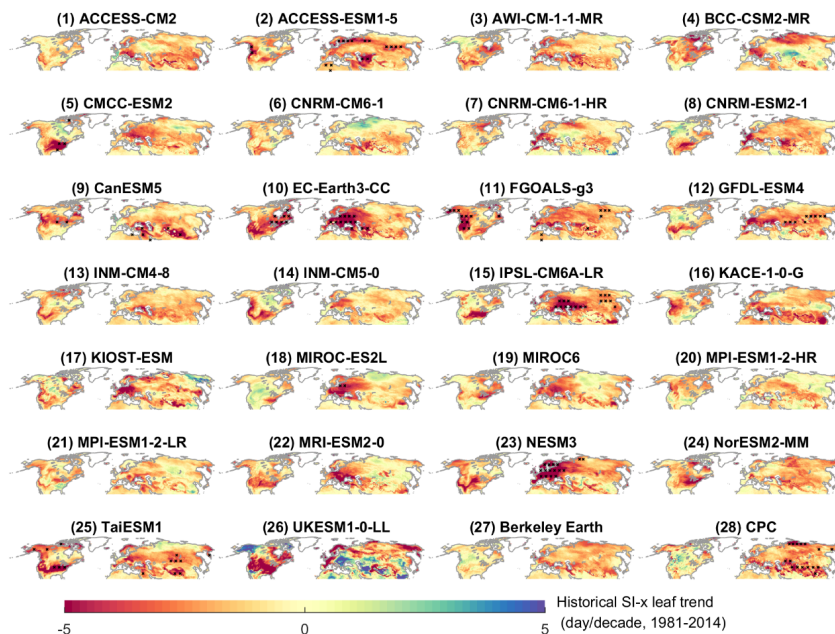 (1) ACCESS-CM2 (2) ACCESS-ESM1-5 (3) AWI-CM-1-1-MR (4) BCC-CSM2-MR
(5) CMCC-ESM2 (6) CNRM-CM6-1 (7) CNRM-CM6-1-HR (8) CNRM-ESM2-1
(9) CanESM5 (10) EC-Earth3-CC (11) FGOALS-g3 (12) GFDL-ESM4
(13) INM-CM4-8 (14) INM-CM5-0 (15) IPSL-CM6A-LR (16) KACE-1-0-G
(17) KIOST-ESM (18) MIROC-ES2L (19) MIROC6 (20) MPI-ESM1-2-HR
(21) MPI-ESM1-2-LR (22) MRI-ESM2-0 (23) NESM3 (24) NorESM2-MM
(25) TaiESM1 (26) UKESM1-0-LL (27) Berkeley Earth (28) CPC
Historical SI-x leaf trend
(day/decade, 1981-2014)
-5 0 5